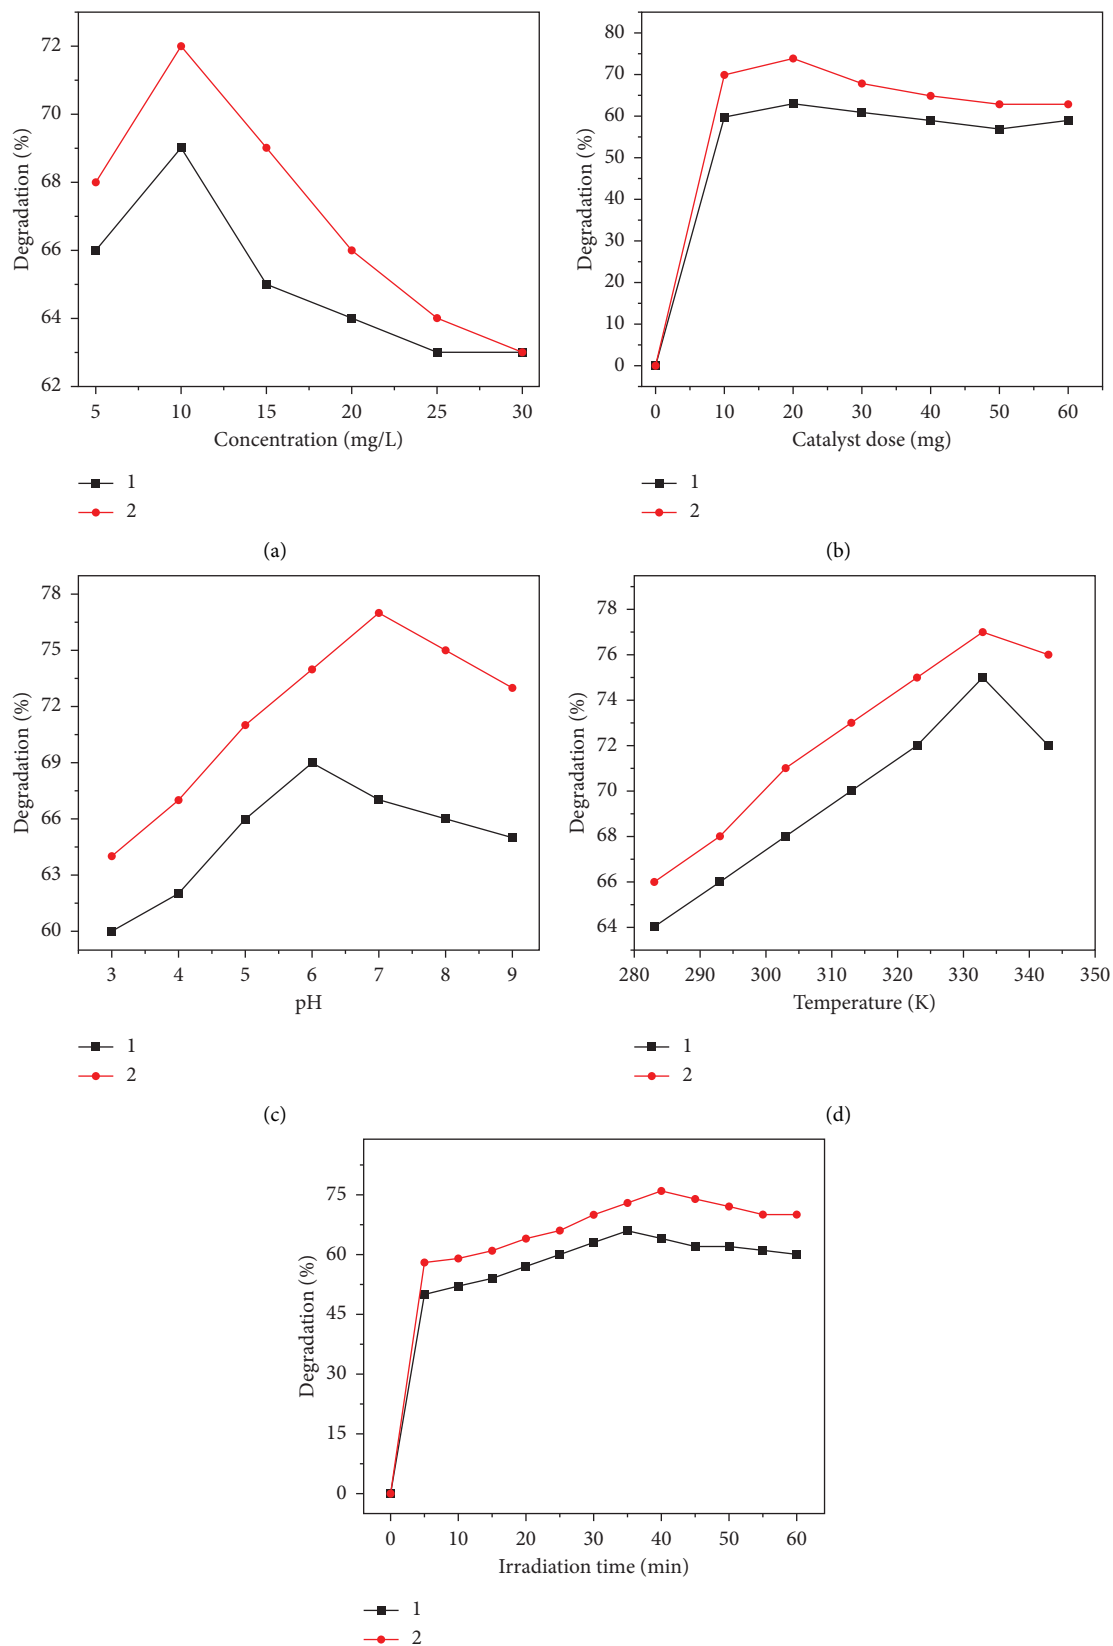 72
70
68
66
64
62
Degradation (%)
5 10 15 20 25 30
Concentration (mg/L)
1
2
(a)
80
70
60
50
40
30
20
10
0
Degradation (%)
0 10 20 30 40 50 60
Catalyst dose (mg)
1
2
(b)
78
75
72
69
66
63
60
Degradation (%)
3 4 5 6 7 8 9
pH
1
2
(c)
78
76
74
72
70
68
66
64
Degradation (%)
280 290 300 310 320 330 340 350
Temperature (K)
1
2
(d)
75
60
45
30
15
0
Degradation (%)
0 10 20 30 40 50 60
Irradiation time (min)
1
2